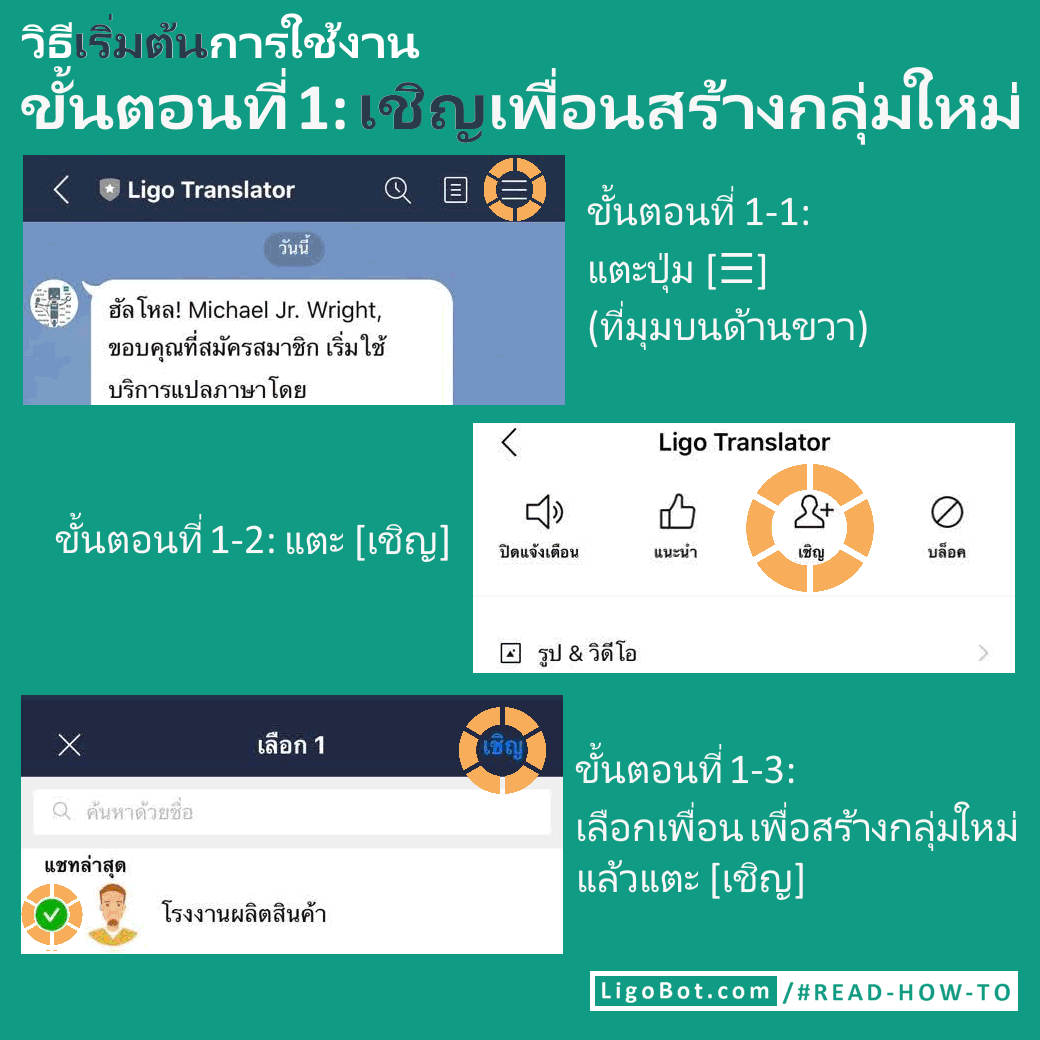 วิธีเริ่มต้นการใช้งาน
ขั้นตอนที่ 1: เชิญเพื่อนสร้างกลุ่มใหม่
Ligo Translator
วันนี้
ฮัลโหล! Michael Jr. Wright,
ขอบคุณที่สมัครสมาชิก เริ่มใช้
บริการแปลภาษาโดย
ขั้นตอนที่ 1-1:
แตะปุ่ม [☰]
(ที่มุมบนด้านขวา)
ขั้นตอนที่ 1-2: แตะ [เชิญ]
Ligo Translator
ปิดแจ้งเตือน
แนะนำ
เชิญ
บล็อค
รูป & วิดีโอ
เลือก 1
เชิญ
ค้นหาด้วยชื่อ
แชทล่าสุด
โรงงานผลิตสินค้า
ขั้นตอนที่ 1-3:
เลือกเพื่อน เพื่อสร้างกลุ่มใหม่
แล้วแตะ [เชิญ]
LigoBot.com/#READ-HOW-TO